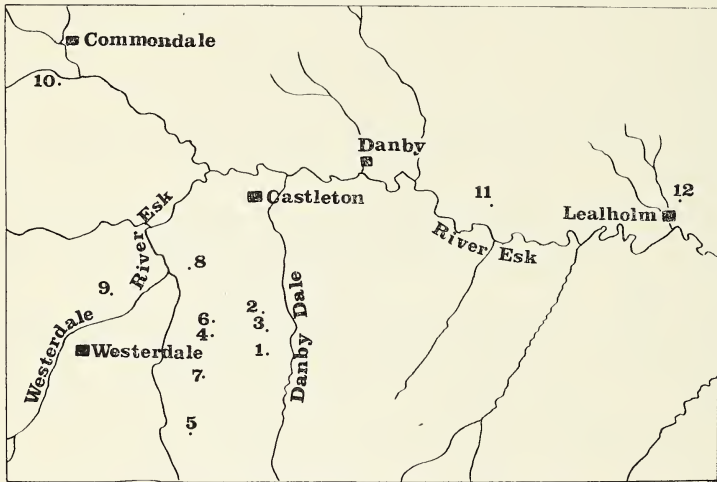 Commondale
10
Danby
12
11
Castleton
Lealholm
River Esk
River Esk
8
9
2
6
3
4
Westerdale
Westerdale
1
Danby Dale
7
5